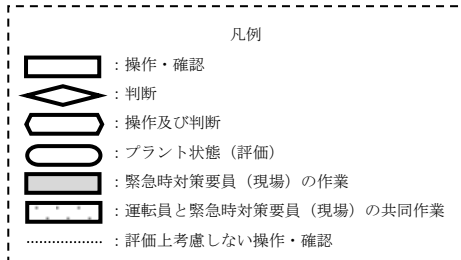 凡例
：操作・確認
：判断
：操作及び判断
：プラント状態（評価）
：緊急時対策要員（現場）の作業
：運転員と緊急時対策要員（現場）の共同作業
：評価上考慮しない操作・確認